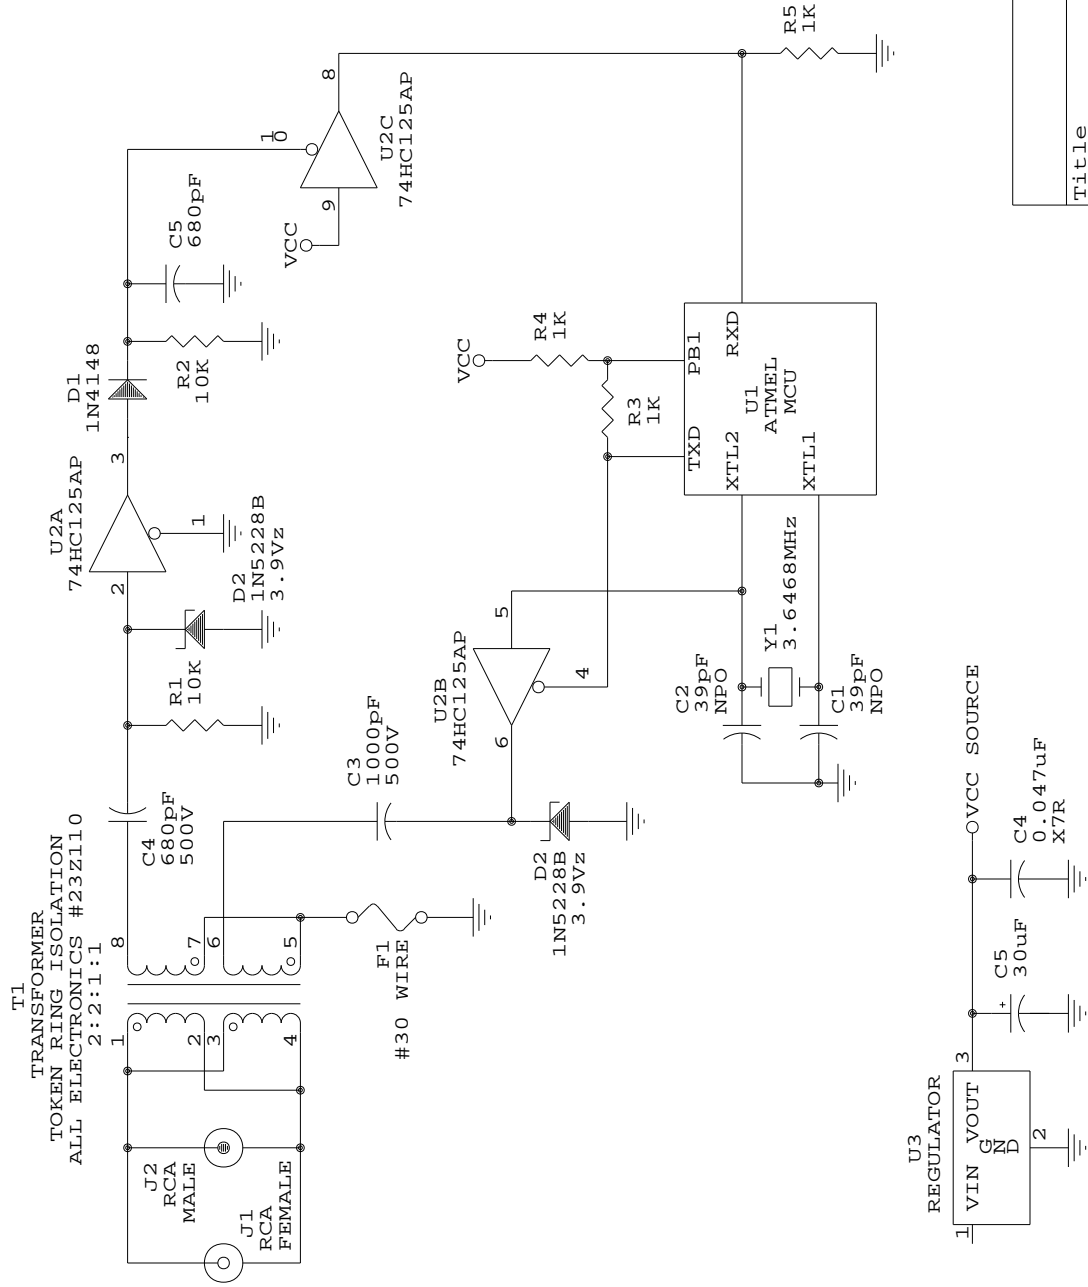 T1
TRANSFORMER
TOKEN RING ISOLATION
ALL ELECTRONICS #23Z110
2:2:1:1
1
2
3
4
8
7
6
5
J1
RCA
FEMALE
J2
RCA
MALE
F1
#30 WIRE
C4
680pF
500V
R1
10K
D2
1N5228B
3.9Vz
U2A
74HC125AP
2
3
1
D1
1N4148
R2
10K
C5
680pF
VCC
9
10
8
U2C
74HC125AP
R5
1K
C3
1000pF
500V
D2
1N5228B
3.9Vz
U2B
74HC125AP
6
5
4
VCC
R4
1K
R3
1K
TXD
PB1
XTL2
RXD
U1
ATMEL
MCU
XTL1
C2
39pF
NPO
Y1
3.6468MHz
C1
39pF
NPO
U3
REGULATOR
1
VIN
VOUT
GND
3
2
C5
30uF
+
C4
0.047uF
X7R
VCC SOURCE
Title